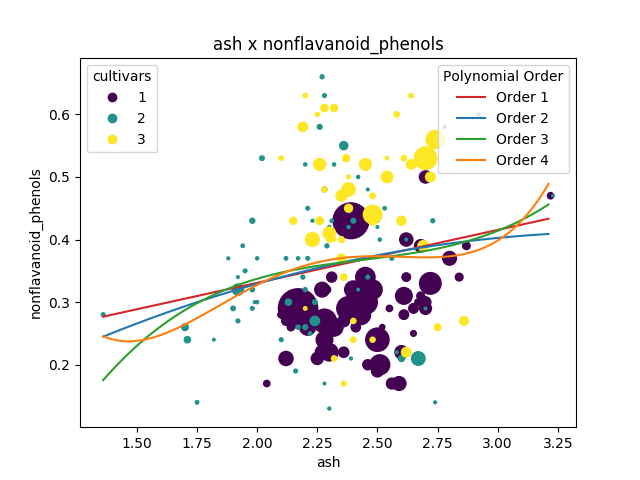 ash x nonflavanoid_phenols
cultivars
1
2
3
Polynomial Order
Order 1
Order 2
Order 3
Order 4
nonflavanoid_phenols
0.6
0.5
0.4
0.3
0.2
1.50 1.75 2.00 2.25 2.50 2.75 3.00 3.25
ash